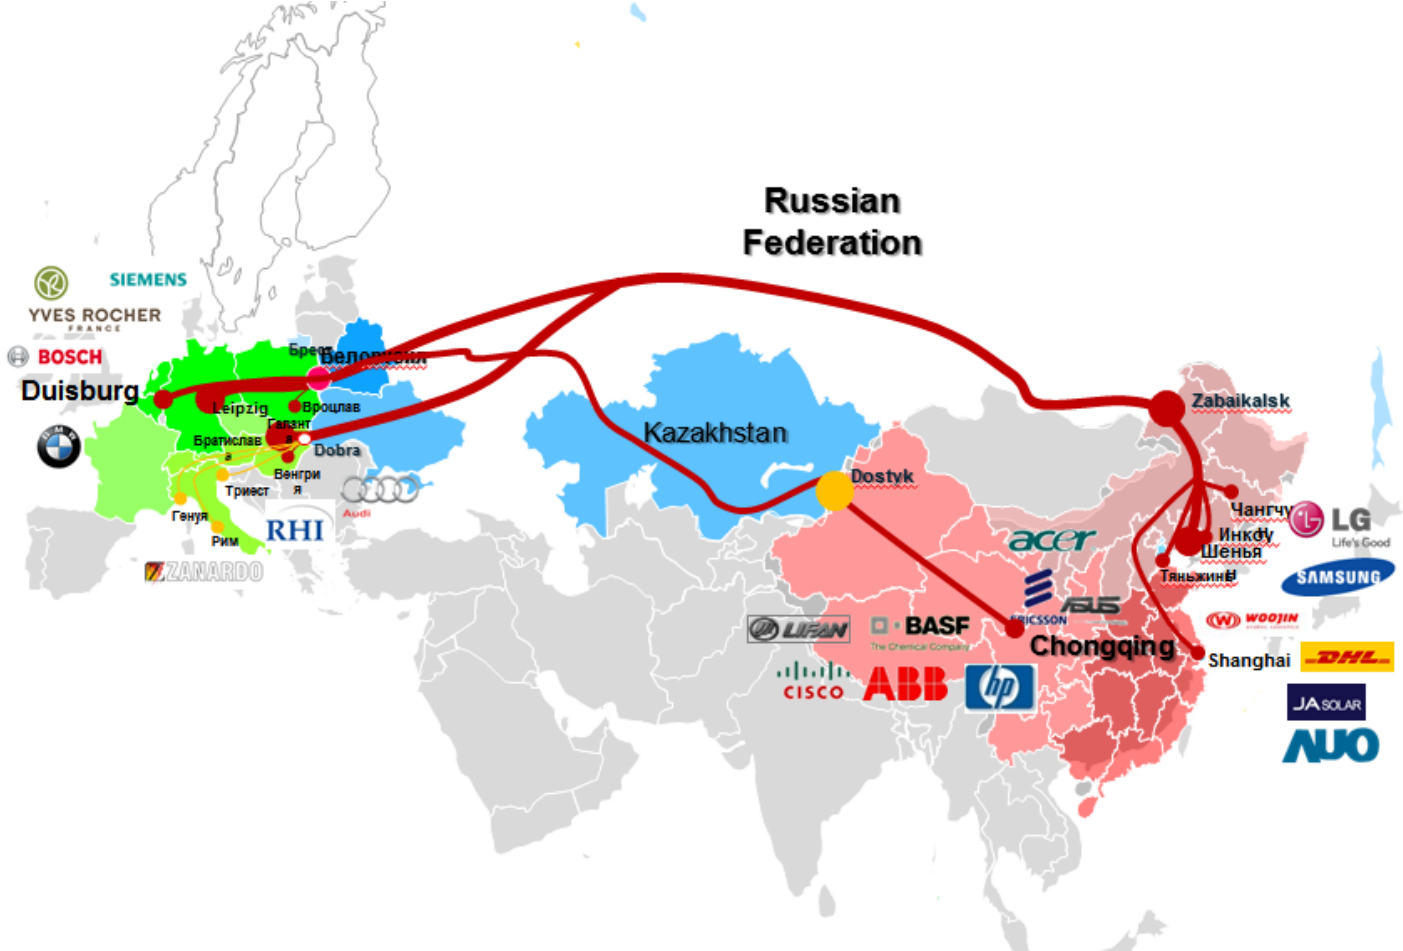 Russian
Federation
SIEMENS
YVES ROCHER
FRANCE
BOSCH
Duisburg
BMW
Брест
Белоруссия
Leipzig
Вроцлав
Галант
а
Братислав
а
Dobra
Венгри
я
Триест
Генуя
Рим
Audi
RHI
ZANARDO
Kazakhstan
Dostyk
Zabaikalsk
Чангчу
н
Инкоу
Шенья
н
Тяньжинь
LG
Life's Good
SAMSUNG
WOOJIN
acer
ERICSSON
ASUS
LIFAN
BASF
The Chemical Company
Chongqing
CISCO
ABB
hp
Shanghai
DHL
JA SOLAR
AUO